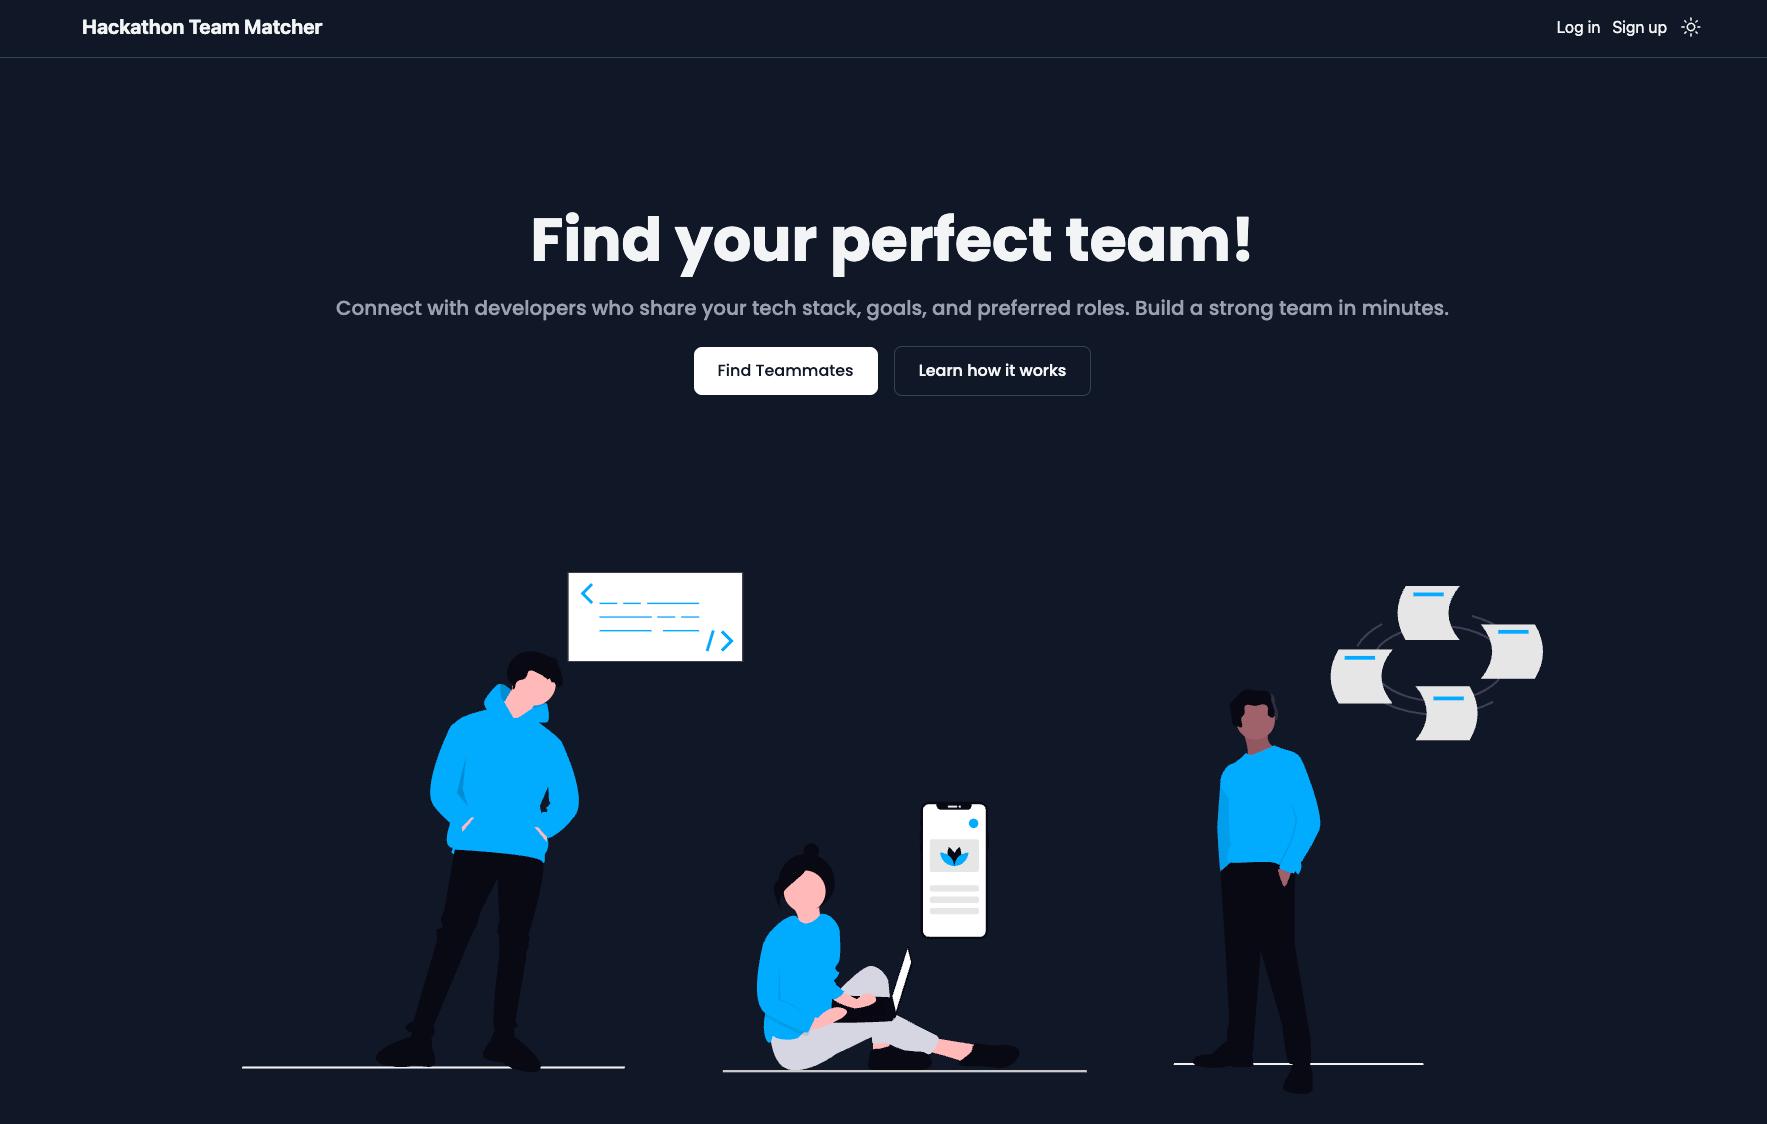 Hackathon Team Matcher
Log in Sign up
Find your perfect team!
Connect with developers who share your tech stack, goals, and preferred roles. Build a strong team in minutes.
Find Teammates
Learn how it works